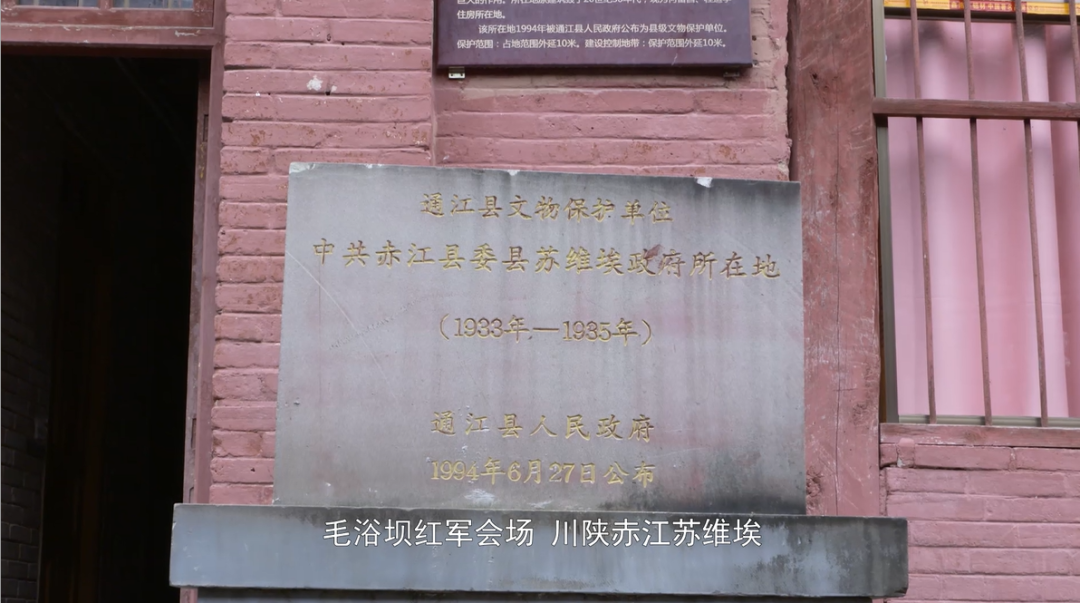 住房所在地。
该所在地1994年被通江县人民政府公布为县级文物保护单位。
保护范围:占地范围外延10米。建设控制地带:保护范围外延10米。
通江县文物保护单位
中共赤江县委县苏维埃政府所在地
(1933年—1935年)
通江县人民政府
1994年6月27日公布
毛浴坝红军会场 川陕赤江苏维埃